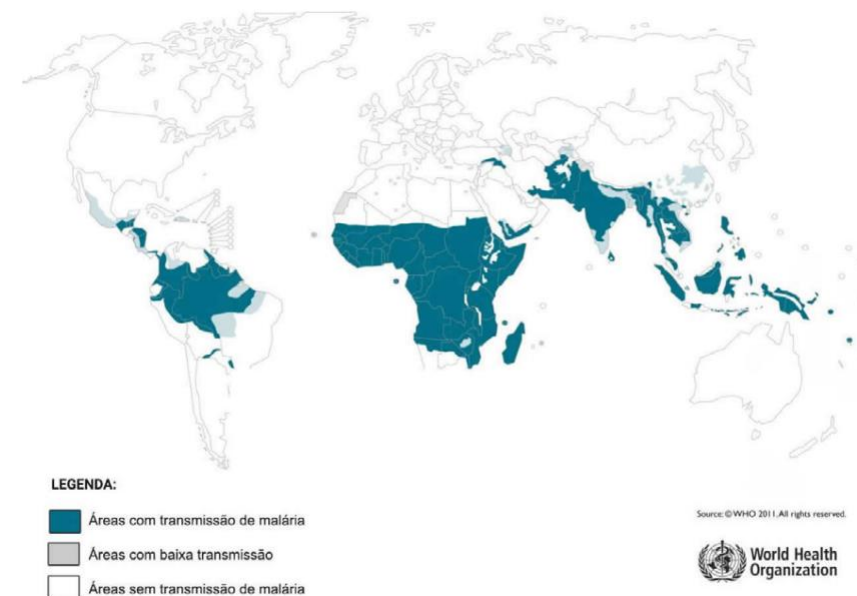 LEGENDA:
Áreas com transmissão de malária
Áreas com baixa transmissão
Áreas sem transmissão de malária
Source: © WHO 2011. All rights reserved.
World Health
Organization